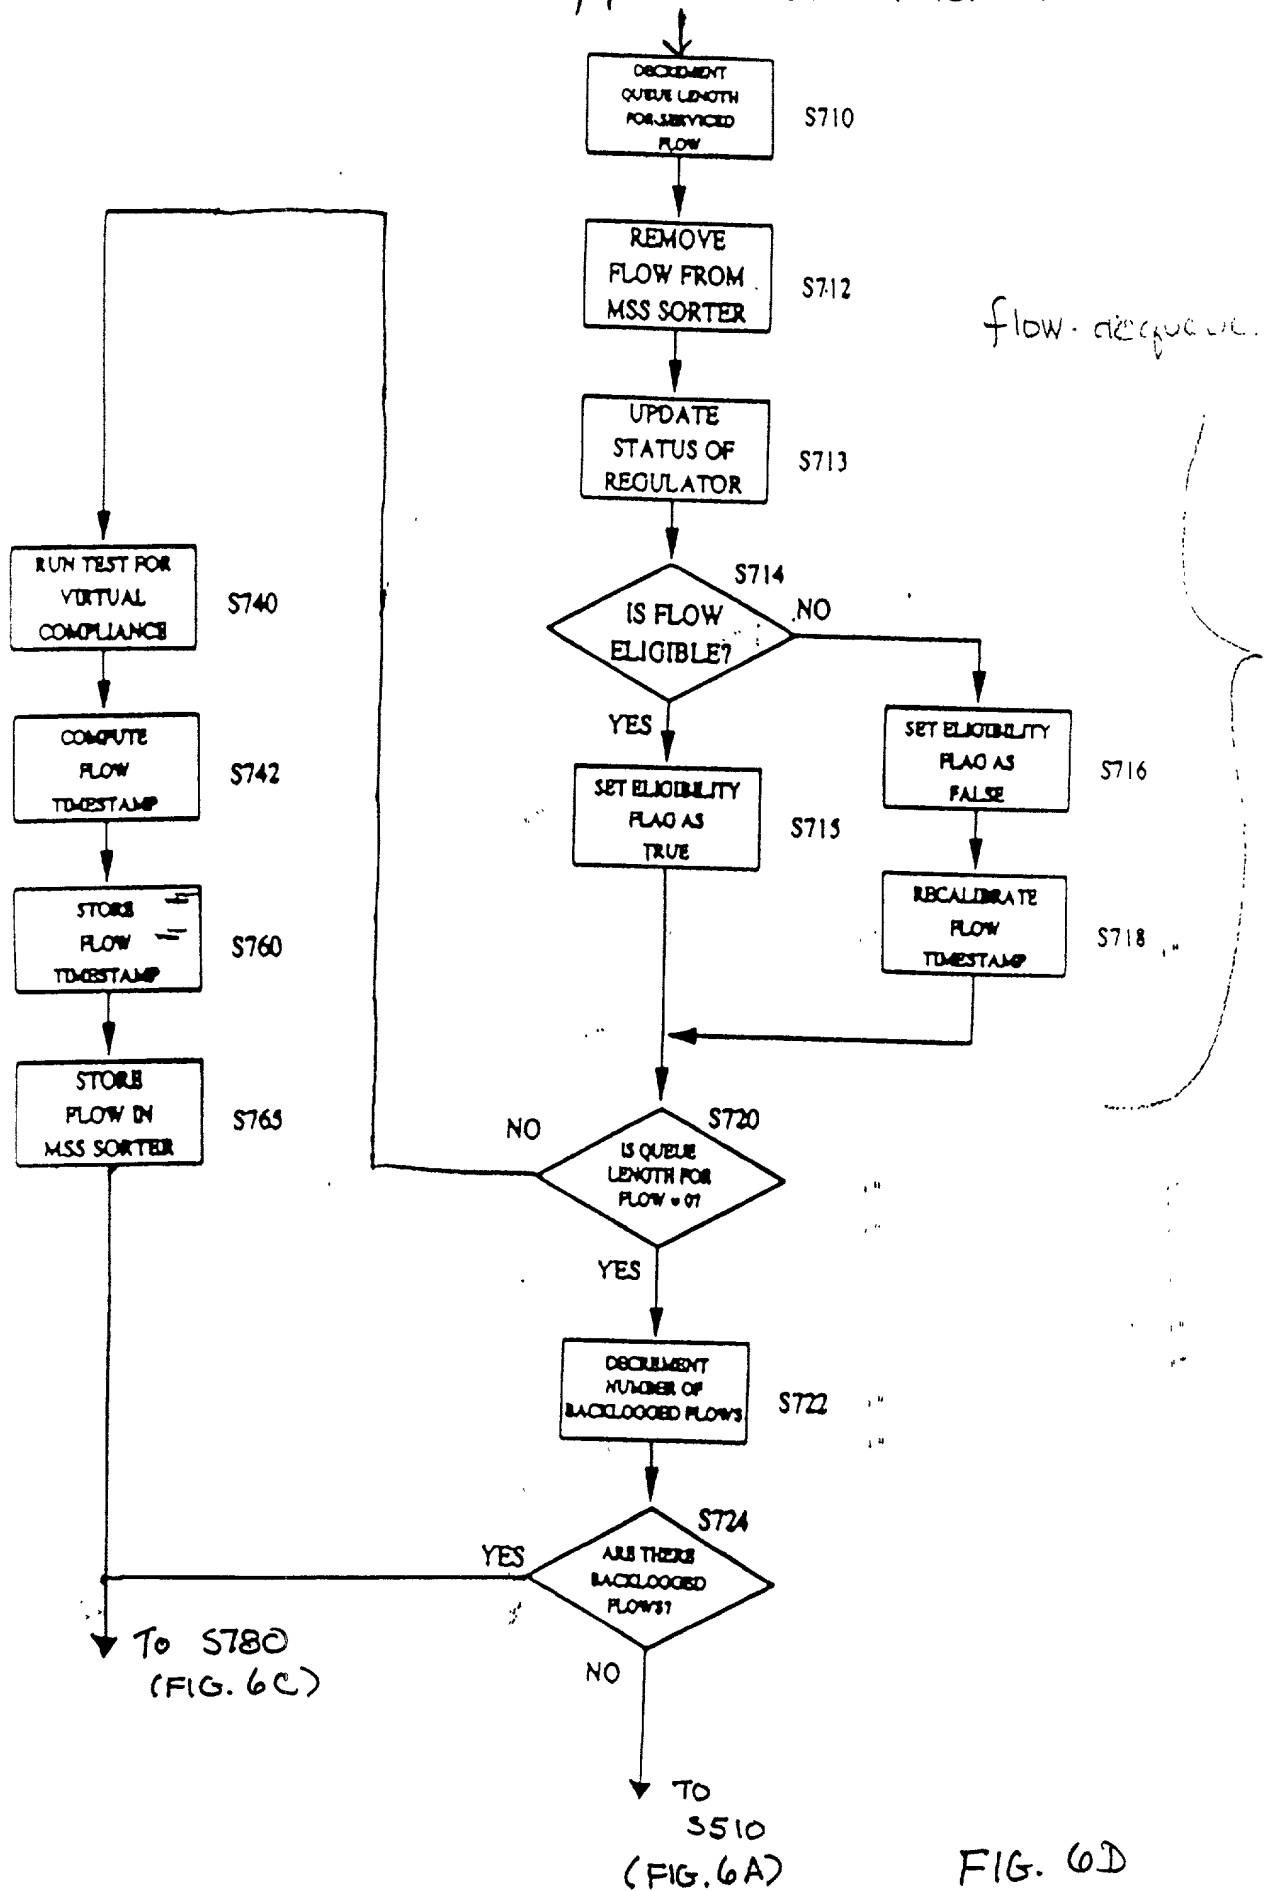 DECREMENT
QUEUE LENGTH
FOR SERVICED
FLOW
S710
REMOVE
FLOW FROM
MSS SORTER
S712
flow
UPDATE
STATUS OF
REGULATOR
S713
IS FLOW
ELIGIBLE?
S714
NO
YES
SET ELIGIBILITY
FLAG AS
TRUE
S715
SET ELIGIBILITY
FLAG AS
FALSE
S716
RECALIBRATE
FLOW
TIMESTAMP
S718
IS QUEUE
LENGTH FOR
FLOW = 0?
S720
NO
YES
RUN TEST FOR
VIRTUAL
COMPLIANCE
S740
COMPUTE
FLOW
TIMESTAMP
S742
STORE
FLOW
TIMESTAMP
S760
STORE
FLOW IN
MSS SORTER
S765
DECREMENT
NUMBER OF
BACKLOGGED FLOWS
S722
ARE THERE
BACKLOGGED
FLOWS?
S724
YES
NO
TO S780
(FIG. 6C)
TO
S510
(FIG. 6A)
FIG. 6D